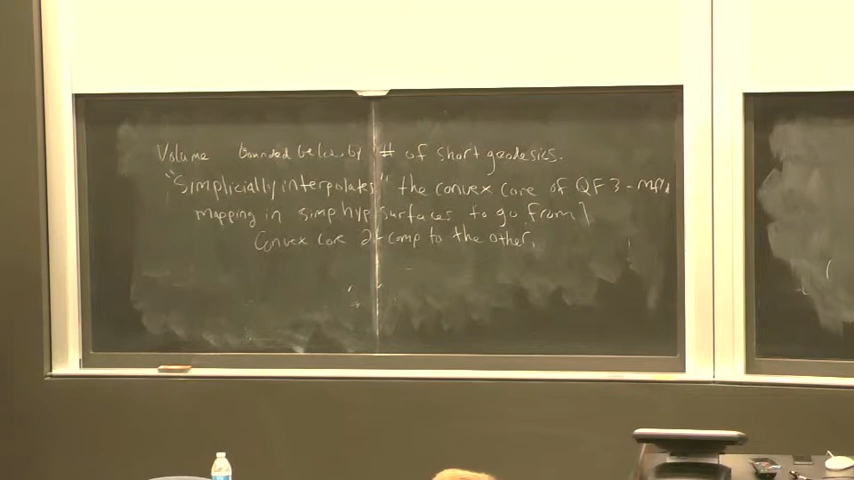 Volume bounded below by # of short geodesics.
"Simplicially interpolates" the convex core of QF 3-mfld
mapping in simp hyp surfaces to go from 1
Convex core ∂ comp to the other.